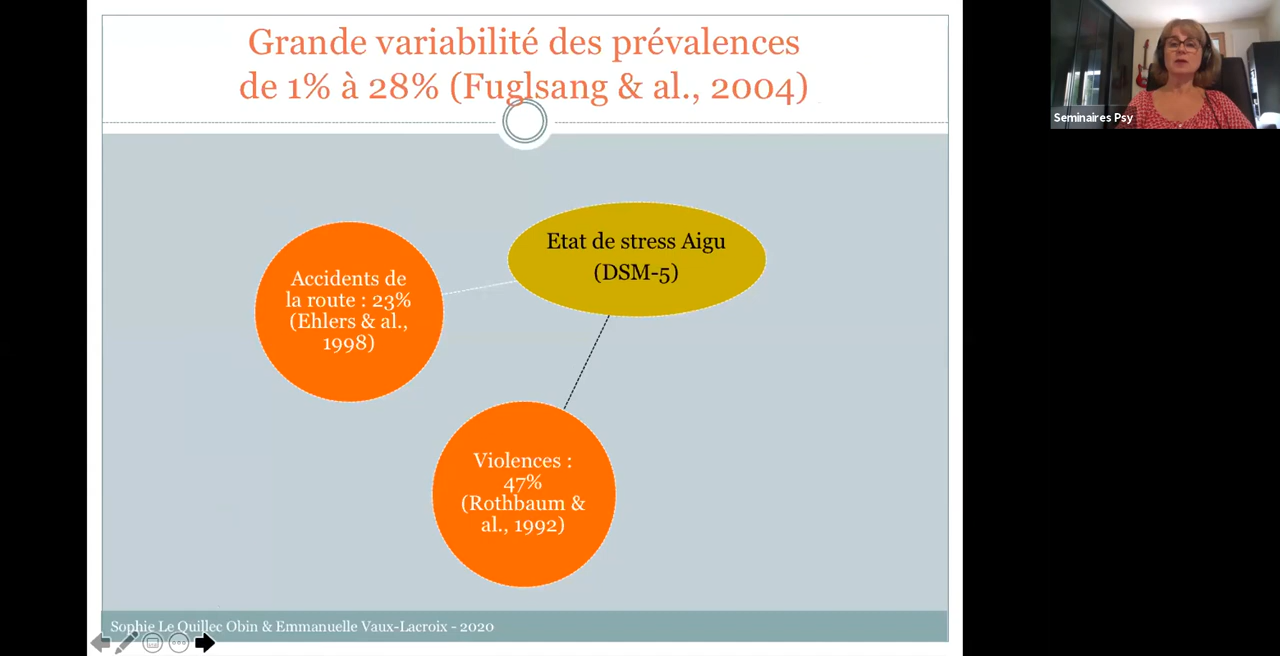 Grande variabilité des prévalences
de 1% à 28% (Fuglsang & al., 2004)
Seminaires Psy
Etat de stress Aigu
(DSM-5)
Accidents de
la route : 23%
(Ehlers & al.,
1998)
Violences :
47%
(Rothbaum &
al., 1992)
Sophie Le Quillec Obin & Emmanuelle Vaux-Lacroix - 2020